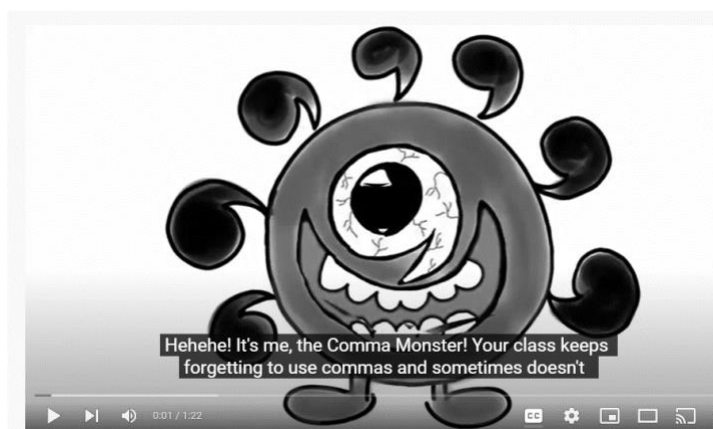 Hehehe! It's me, the Comma Monster! Your class keeps
forgetting to use commas and sometimes doesn't
0:01 / 1:22
CC